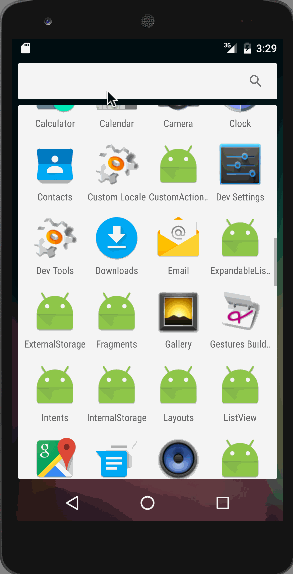 3G 3:29
Calculator Calendar Camera Clock
Contacts Custom Locale CustomAction.. Dev Settings
Dev Tools Downloads Email ExpandableLis..
ExternalStorage Fragments Gallery Gestures Build..
Intents InternalStorage Layouts ListView
g